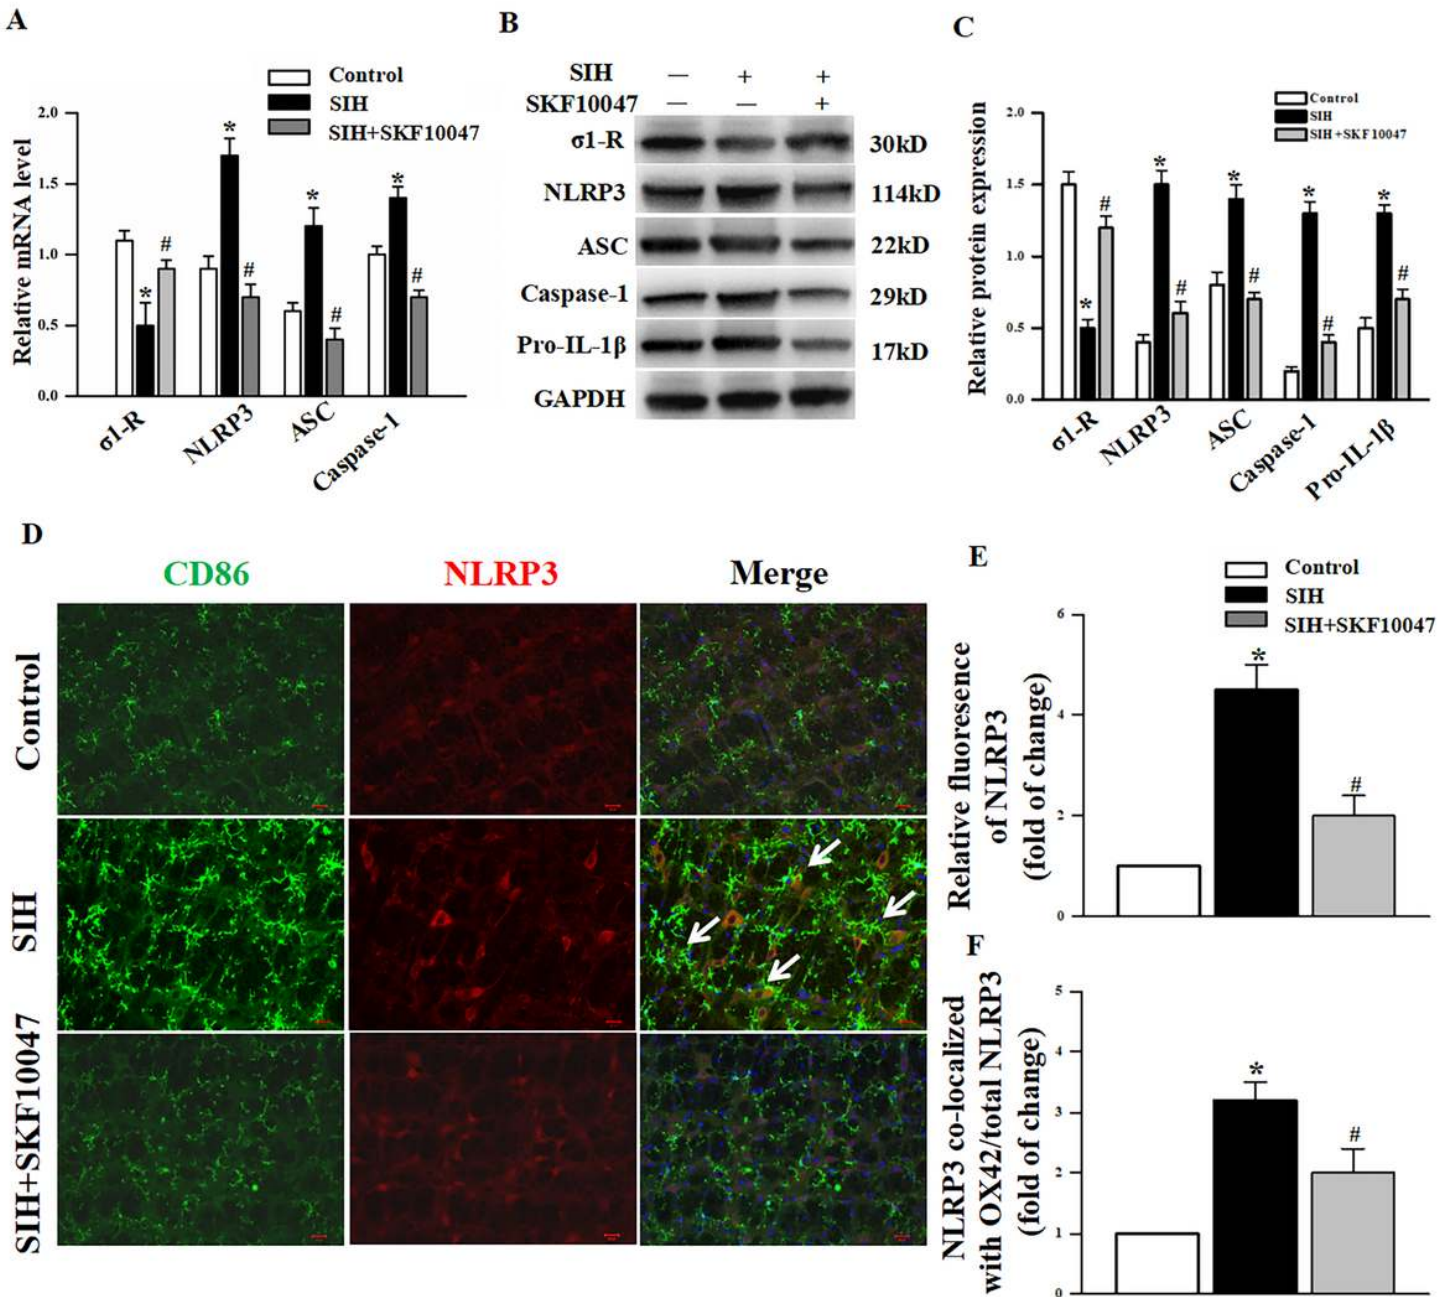 A
Control
SIH
SIH+SKF10047
Relative mRNA level
2.0
1.5
1.0
0.5
0.0
*
#
*
#
*
#
*
#
σ1-R
NLRP3
ASC
Caspase-1
B
SIH — + +
SKF10047 — — +
σ1-R 30kD
NLRP3 114kD
ASC 22kD
Caspase-1 29kD
Pro-IL-1β 17kD
GAPDH
C
Control
SIH
SIH+SKF10047
Relative protein expression
2.0
1.5
1.0
0.5
0.0
*
#
*
#
*
#
*
#
*
#
σ1-R
NLRP3
ASC
Caspase-1
Pro-IL-1β
D
CD86 NLRP3 Merge
Control
SIH
SIH+SKF10047
E
Control
SIH
SIH+SKF10047
Relative fluoresence
of NLRP3
(fold of change)
6
4
2
0
*
#
F
NLRP3 co-localized
with OX42/total NLRP3
(fold of change)
5
4
3
2
1
0
*
#